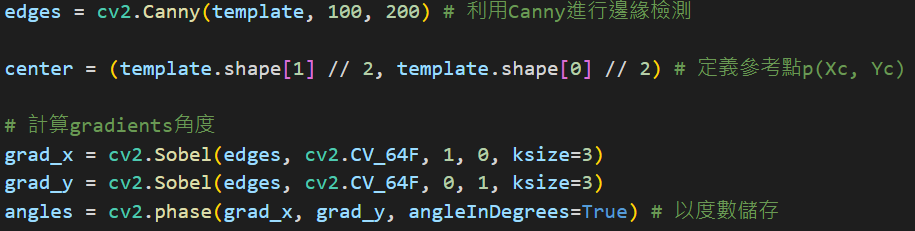 edges = cv2.Canny(template, 100, 200) # 利用Canny進行邊緣檢測
center = (template.shape[1] // 2, template.shape[0] // 2) # 定義參考點p(Xc, Yc)
# 計算gradients角度
grad_x = cv2.Sobel(edges, cv2.CV_64F, 1, 0, ksize=3)
grad_y = cv2.Sobel(edges, cv2.CV_64F, 0, 1, ksize=3)
angles = cv2.phase(grad_x, grad_y, angleInDegrees=True) # 以度數儲存